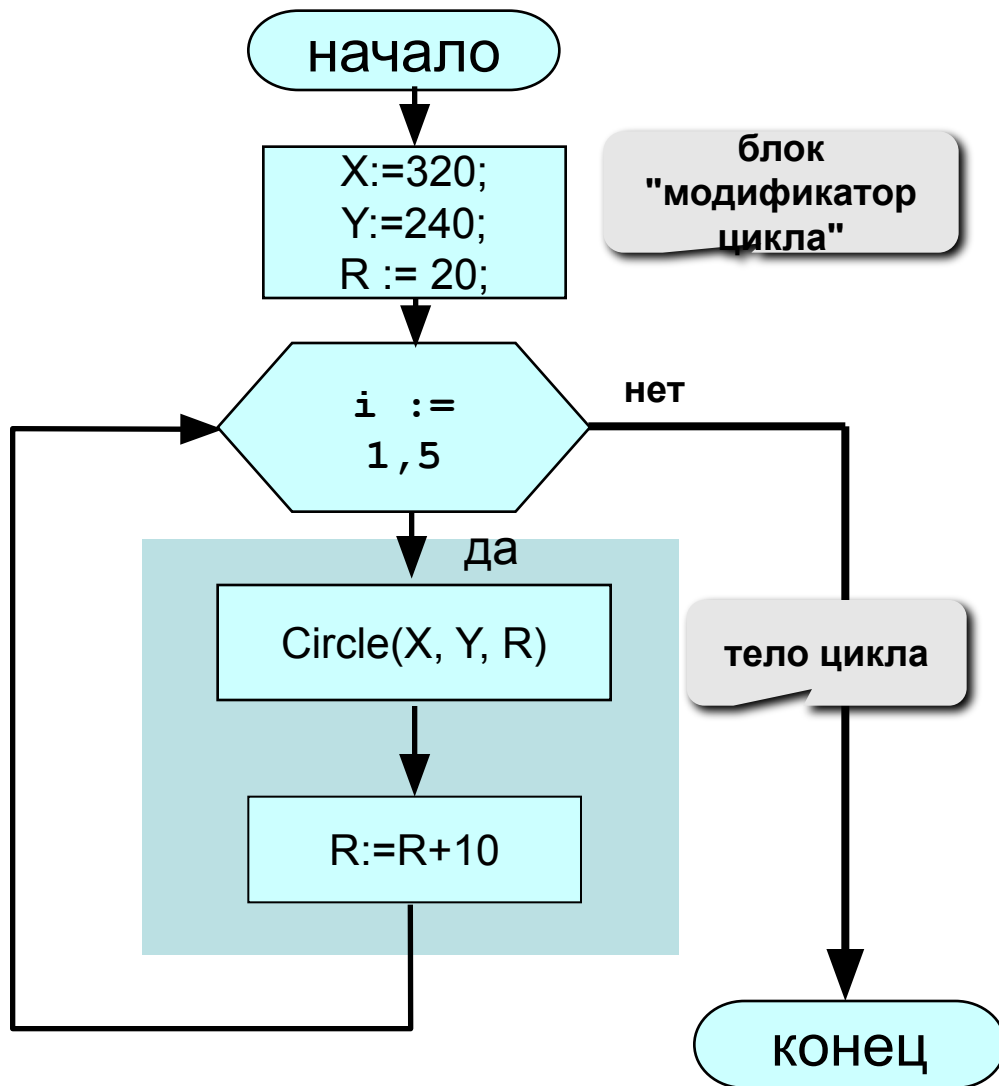 начало
X:=320;
Y:=240;
R := 20;
блок
"модификатор
цикла"
i :=
1,5
нет
да
Circle(X, Y, R)
тело цикла
R:=R+10
конец